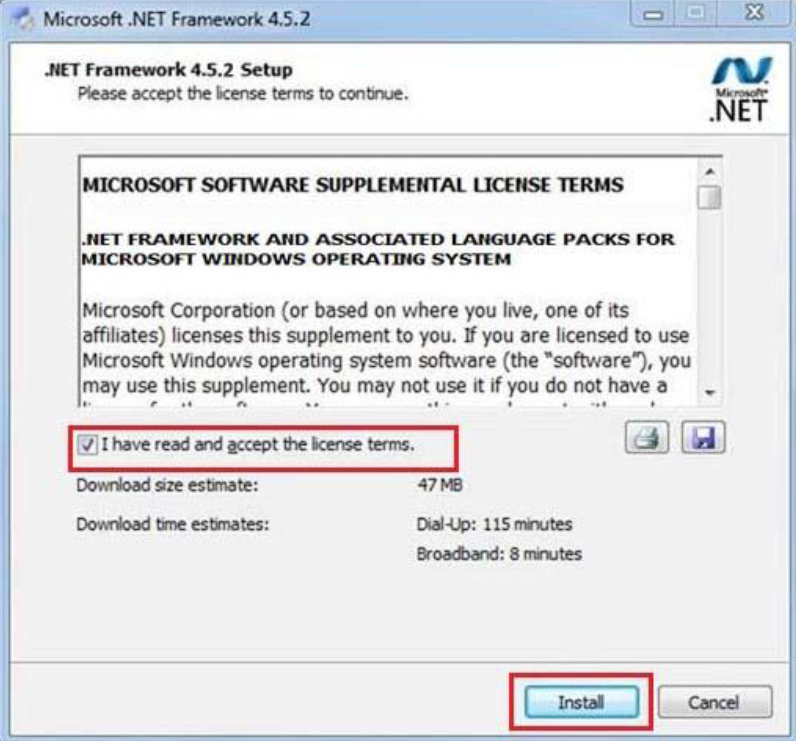 Microsoft .NET Framework 4.5.2
.NET Framework 4.5.2 Setup
Please accept the license terms to continue.
Microsoft®
.NET
MICROSOFT SOFTWARE SUPPLEMENTAL LICENSE TERMS
.NET FRAMEWORK AND ASSOCIATED LANGUAGE PACKS FOR
MICROSOFT WINDOWS OPERATING SYSTEM
Microsoft Corporation (or based on where you live, one of its
affiliates) licenses this supplement to you. If you are licensed to use
Microsoft Windows operating system software (the “software”), you
may use this supplement. You may not use it if you do not have a
I have read and accept the license terms.
Download size estimate: 47 MB
Download time estimates: Dial-Up: 115 minutes
Broadband: 8 minutes
Install Cancel